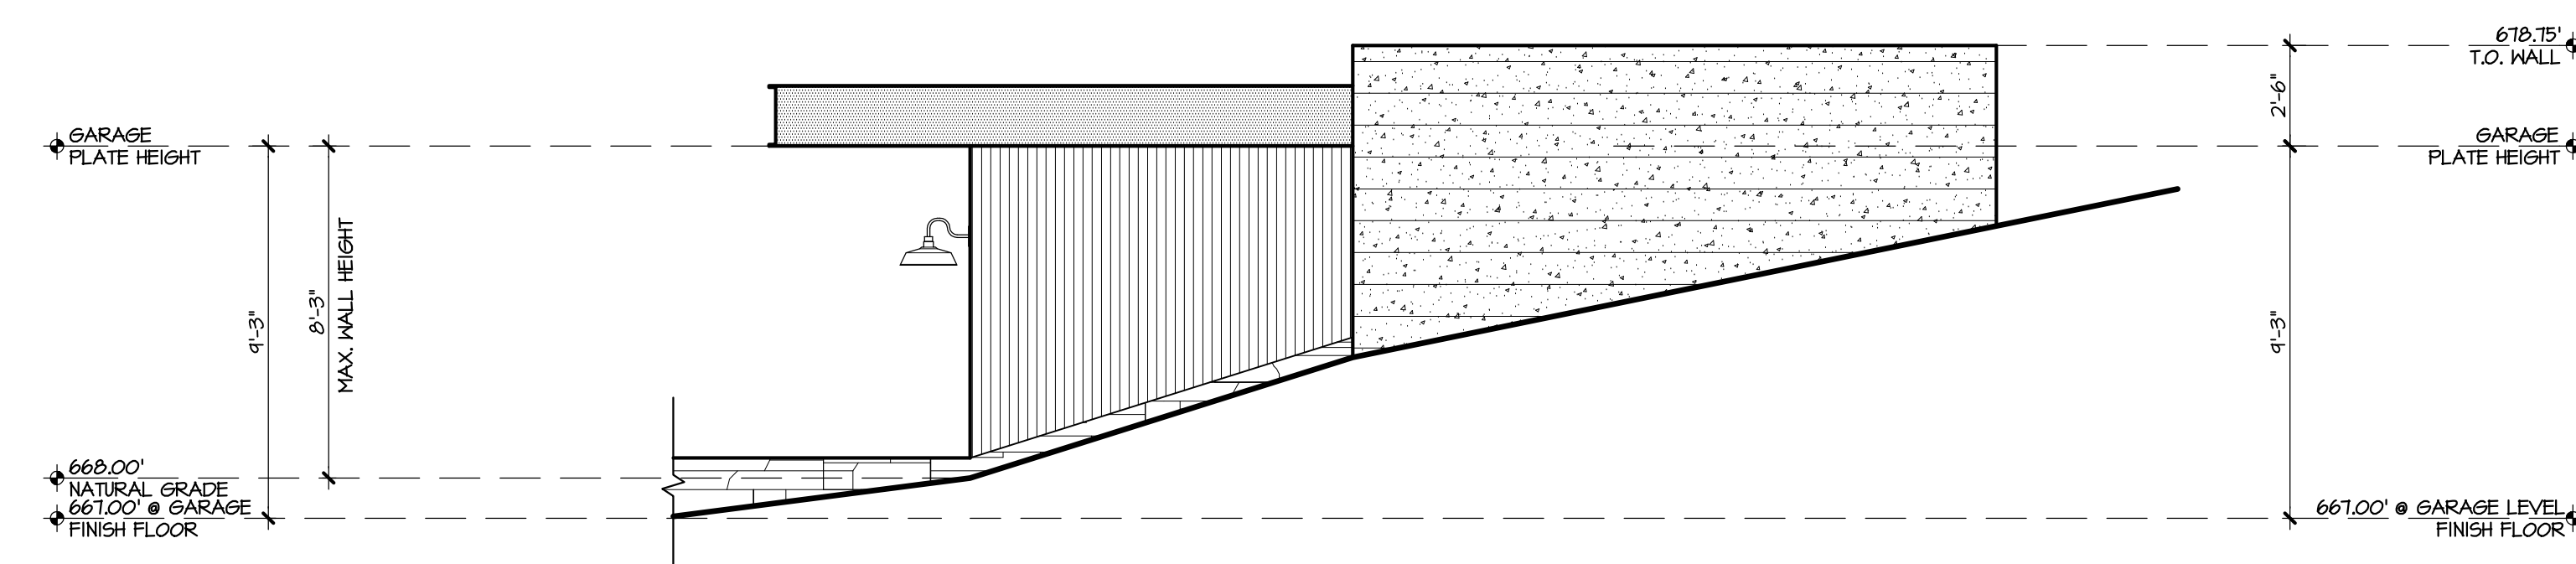 678.75'
T.O. WALL
2'-6"
GARAGE
PLATE HEIGHT
GARAGE
PLATE HEIGHT
9'-3"
8'-3"
MAX. WALL HEIGHT
9'-3"
668.00'
NATURAL GRADE
667.00' @ GARAGE
FINISH FLOOR
667.00' @ GARAGE LEVEL
FINISH FLOOR